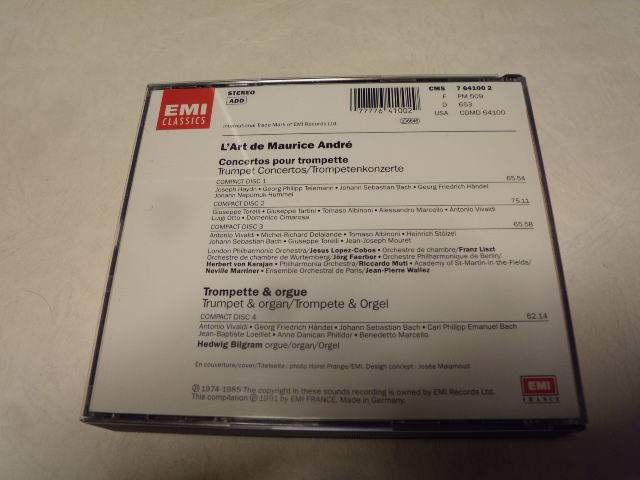 EMI
CLASSICS
STEREO
ADD
CMS 7 64100 2
F PM 509
D 653
USA CDMD 64100
77776 41002
International Trade Mark of EMI Records Ltd.
L'Art de Maurice André
Concertos pour trompette
Trumpet Concertos/Trompetenkonzerte
COMPACT DISC 1 65.54
Joseph Haydn • Georg Philipp Telemann • Johann Sebastian Bach • Georg Friedrich Händel
Johann Nepomuk Hummel
COMPACT DISC 2 75.11
Giuseppe Torelli • Giuseppe Tartini • Tomaso Albinoni • Alessandro Marcello • Antonio Vivaldi
Luigi Otto • Domenico Cimarosa
COMPACT DISC 3 65.58
Antonio Vivaldi • Michel-Richard Delalande • Tomaso Albinoni • Heinrich Stölzel
Johann Sebastian Bach • Giuseppe Torelli • Jean-Joseph Mouret
London Philharmonic Orchestra/Jesus Lopez-Cobos • Orchestre de chambre/Franz Liszt
Orchestre de chambre de Wurtemberg/Jörg Faerber • Orchestre Philharmonique de Berlin/
Herbert von Karajan • Philharmonia Orchestra/Riccardo Muti • Academy of St-Martin-in-the-Fields/
Neville Marriner • Ensemble Orchestral de Paris/Jean-Pierre Wallez
Trompette & orgue
Trumpet & organ/Trompete & Orgel
COMPACT DISC 4 62.14
Antonio Vivaldi • Georg Friedrich Händel • Johann Sebastian Bach • Carl Philipp Emanuel Bach
Jean-Baptiste Loeillet • Anne Danican Philidor • Benedetto Marcello
Hedwig Bilgram orgue/organ/Orgel
En couverture/cover/Titelseite : photo Horst Prange/EMI. Design concept : Josée Malamoud
℗ 1974-1985 The copyright in these sounds recording is owned by EMI Records Ltd.
This compilation ℗ 1991 by EMI FRANCE. Made in Germany.
EMI
FRANCE